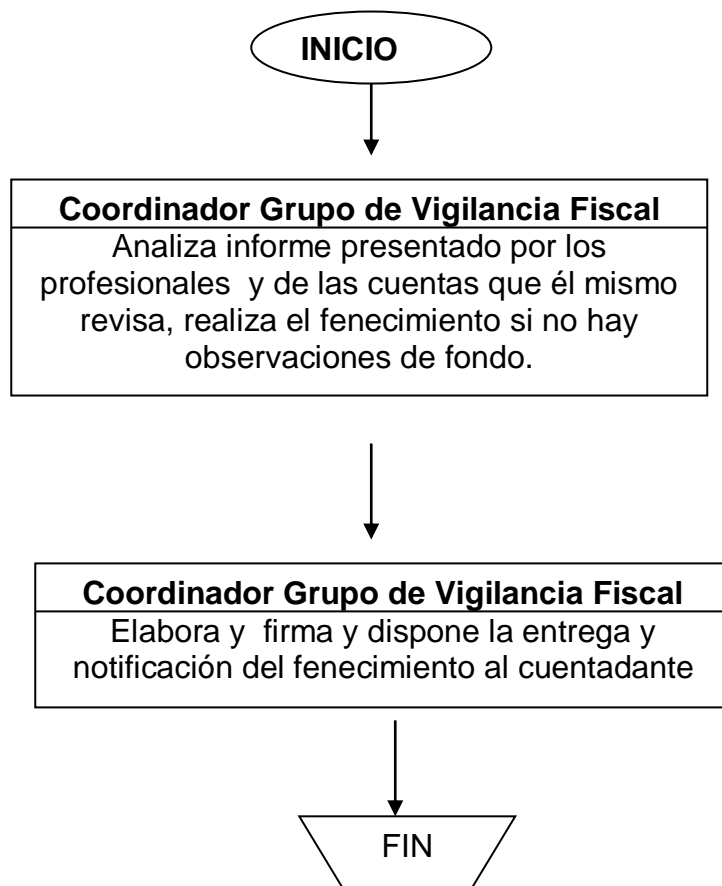 INICIO
Coordinador Grupo de Vigilancia Fiscal
Analiza informe presentado por los
profesionales y de las cuentas que él mismo
revisa, realiza el fenecimiento si no hay
observaciones de fondo.
Coordinador Grupo de Vigilancia Fiscal
Elabora y firma y dispone la entrega y
notificación del fenecimiento al cuentadante
FIN